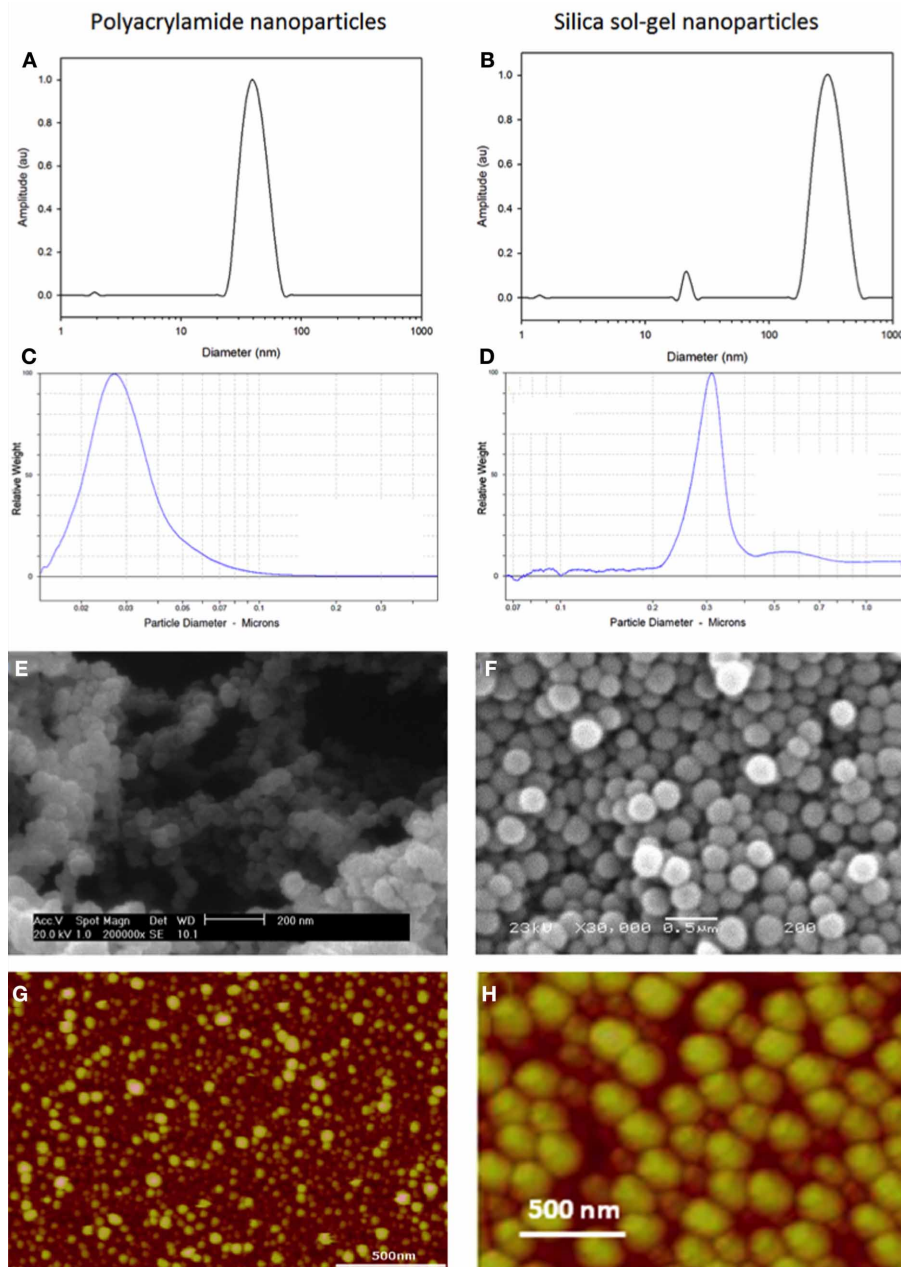 Polyacrylamide nanoparticles
Silica sol-gel nanoparticles
A
1.0
0.8
0.6
0.4
0.2
0.0
Amplitude (au)
1 10 100 1000
Diameter (nm)
B
1.0
0.8
0.6
0.4
0.2
0.0
Amplitude (au)
1 10 100 1000
Diameter (nm)
C
100
50
0
Relative Weight
0.02 0.03 0.05 0.07 0.1 0.2 0.3
Particle Diameter - Microns
D
100
50
0
Relative Weight
0.07 0.1 0.2 0.3 0.5 0.7 1.0
Particle Diameter - Microns
E
Acc.V Spot Magn Det WD
20.0 kV 1.0 200000x SE 10.1
200 nm
F
23kV X30,000 0.5μm 200
G
500nm
H
500 nm